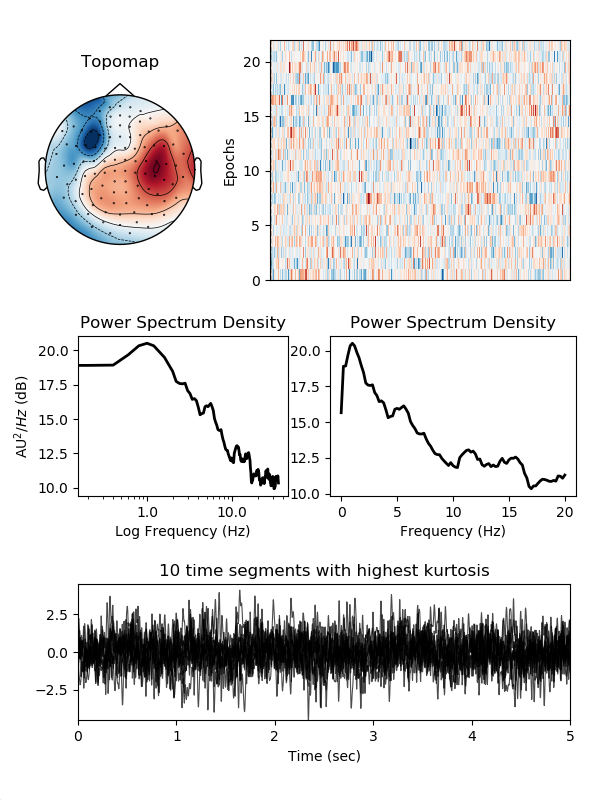 Topomap
Epochs
20
15
10
5
0
Power Spectrum Density
AU²/Hz (dB)
20.0
17.5
15.0
12.5
10.0
1.0 10.0
Log Frequency (Hz)
Power Spectrum Density
20.0
17.5
15.0
12.5
10.0
0 5 10 15 20
Frequency (Hz)
10 time segments with highest kurtosis
2.5
0.0
−2.5
0 1 2 3 4 5
Time (sec)